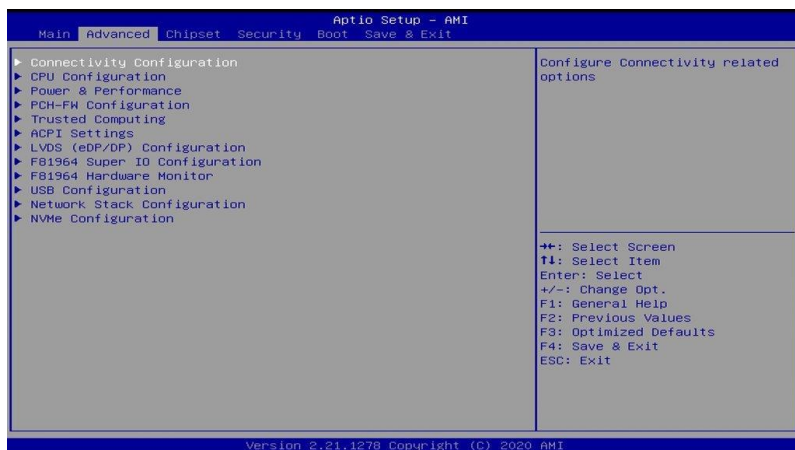 Aptio Setup – AMI
Main Advanced Chipset Security Boot Save & Exit
▶ Connectivity Configuration
▶ CPU Configuration
▶ Power & Performance
▶ PCH-FW Configuration
▶ Trusted Computing
▶ ACPI Settings
▶ LVDS (eDP/DP) Configuration
▶ F81964 Super IO Configuration
▶ F81964 Hardware Monitor
▶ USB Configuration
▶ Network Stack Configuration
▶ NVMe Configuration
Configure Connectivity related
options
→←: Select Screen
↑↓: Select Item
Enter: Select
+/-: Change Opt.
F1: General Help
F2: Previous Values
F3: Optimized Defaults
F4: Save & Exit
ESC: Exit
Version 2.21.1278 Copyright (C) 2020 AMI